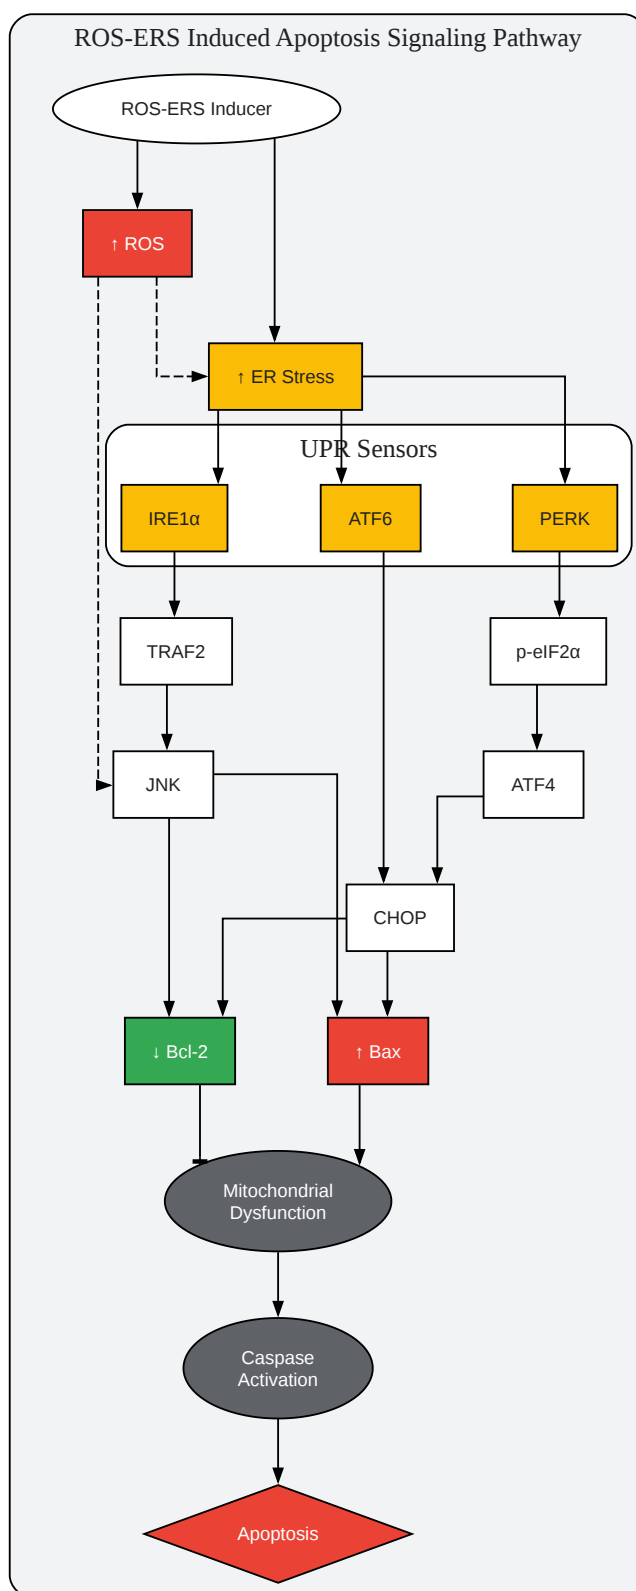 ROS-ERS Induced Apoptosis Signaling Pathway
ROS-ERS Inducer
↑ ROS
↑ ER Stress
UPR Sensors
IRE1α
ATF6
PERK
TRAF2
p-eIF2α
JNK
ATF4
CHOP
↓ Bcl-2
↑ Bax
Mitochondrial
Dysfunction
Caspase
Activation
Apoptosis